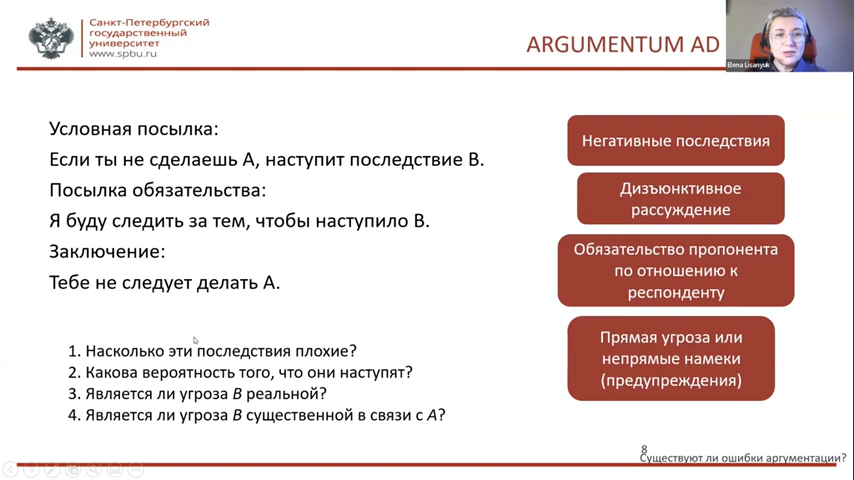 Санкт-Петербургский
государственный
университет
www.spbu.ru
ARGUMENTUM AD
Elena Lisanyuk
Условная посылка:
Если ты не сделаешь А, наступит последствие В.
Посылка обязательства:
Я буду следить за тем, чтобы наступило В.
Заключение:
Тебе не следует делать А.
1. Насколько эти последствия плохие?
2. Какова вероятность того, что они наступят?
3. Является ли угроза В реальной?
4. Является ли угроза В существенной в связи с А?
Негативные последствия
Дизъюнктивное
рассуждение
Обязательство пропонента
по отношению к
респонденту
Прямая угроза или
непрямые намеки
(предупреждения)
8
Существуют ли ошибки аргументации?